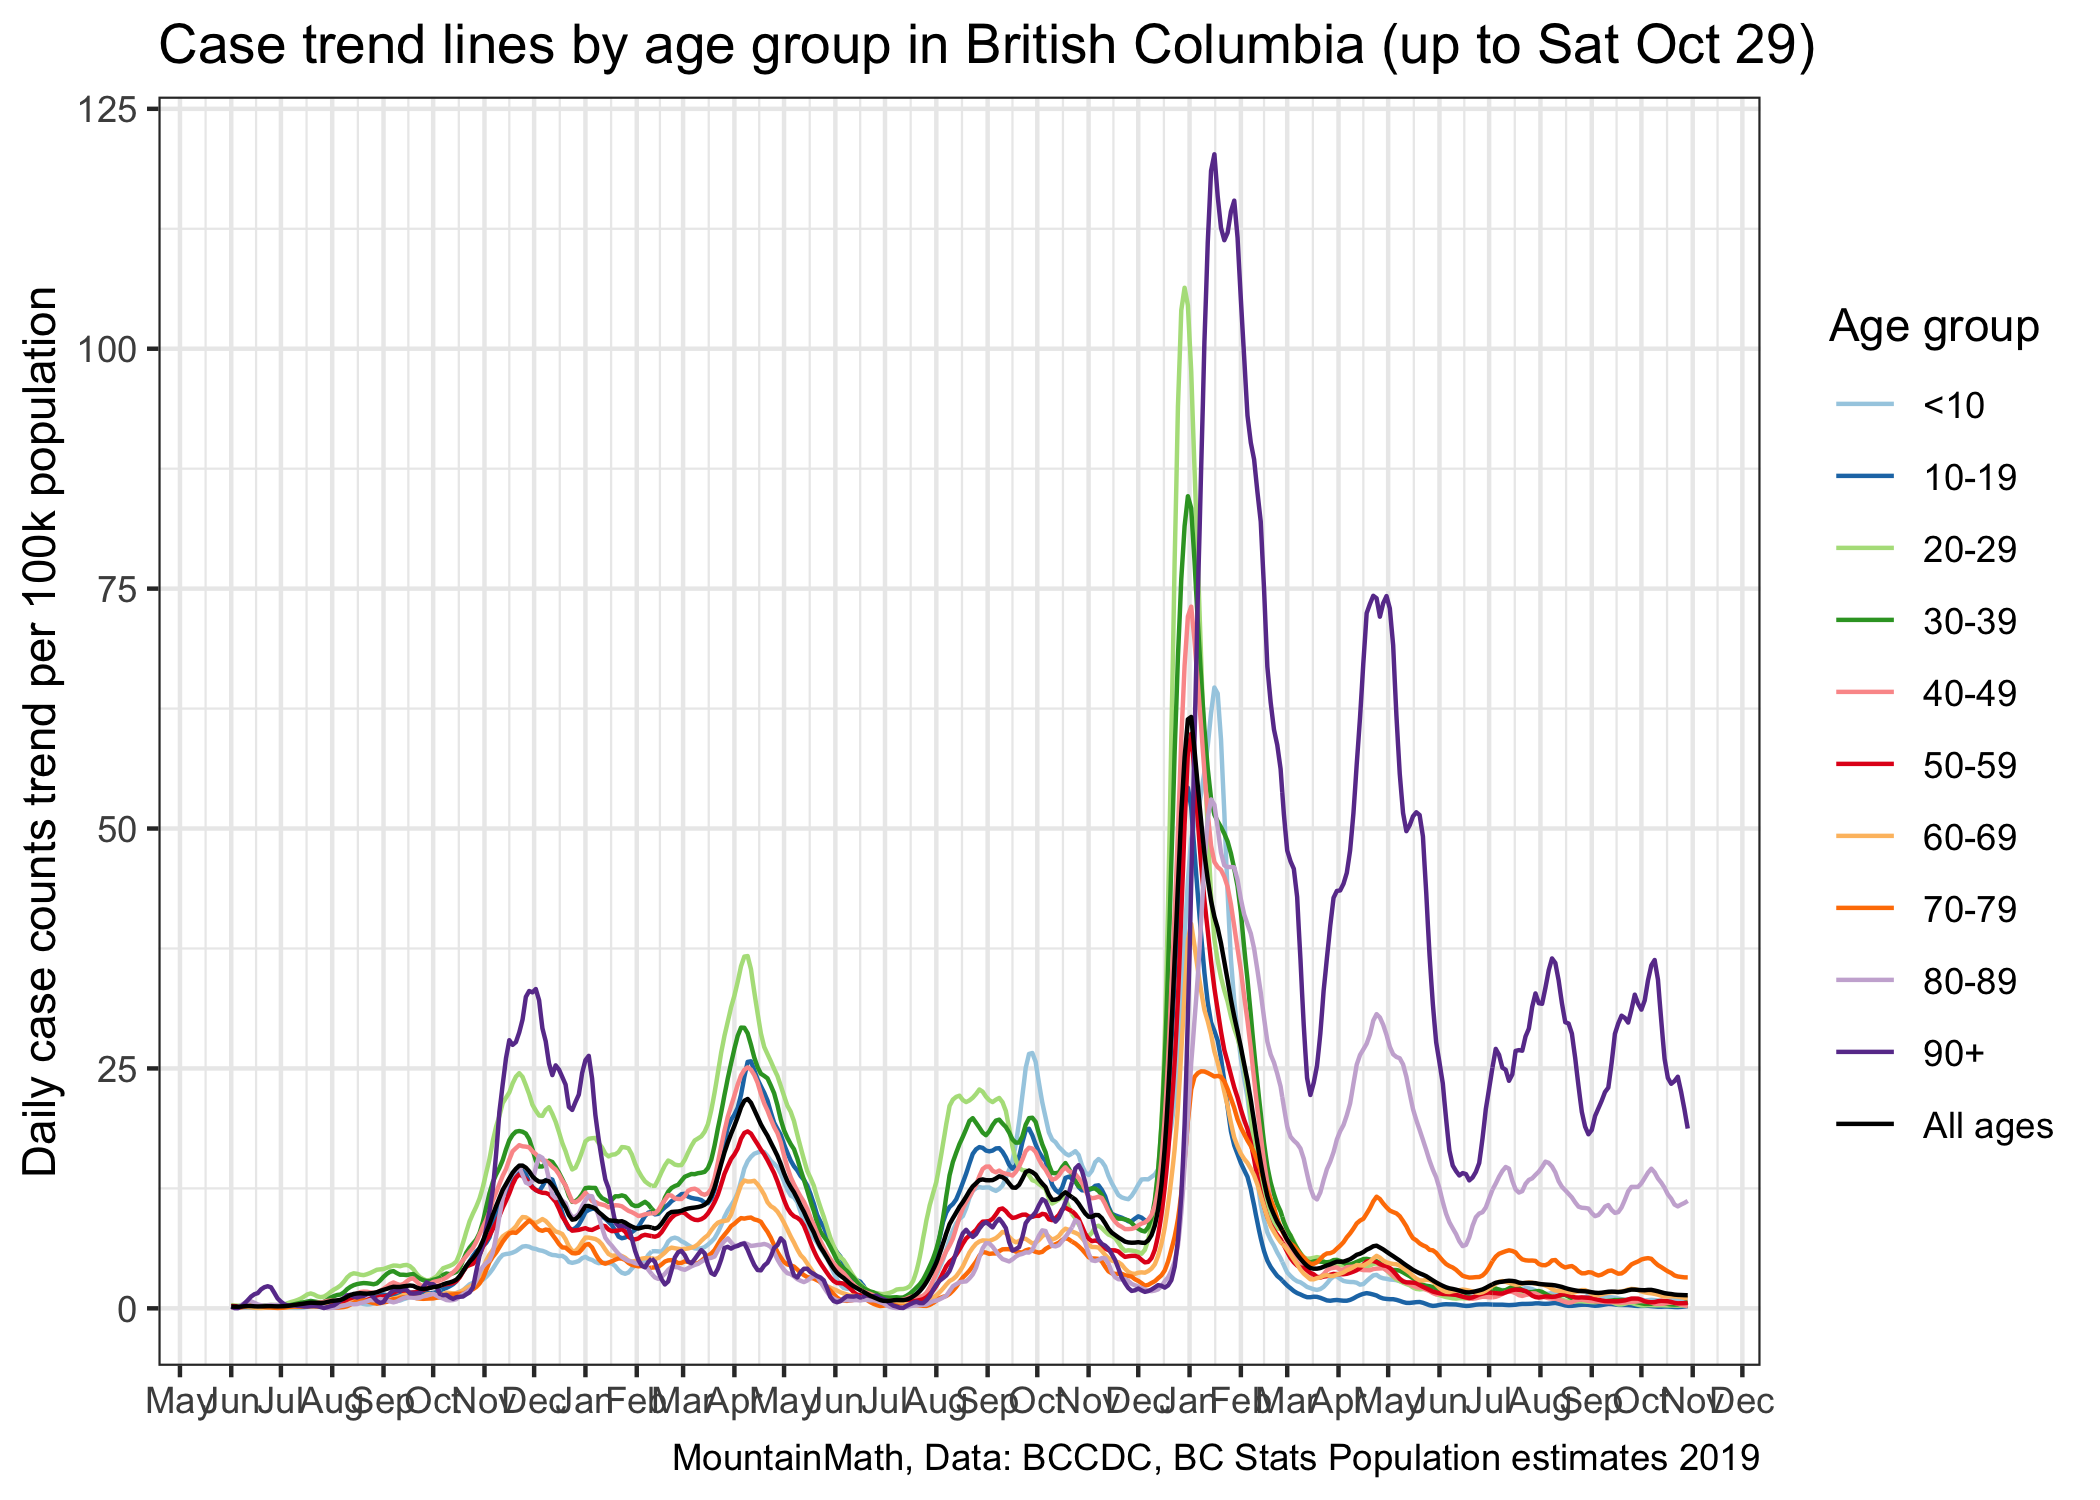 Case trend lines by age group in British Columbia (up to Sat Oct 29)
Daily case counts trend per 100k population
125
100
75
50
25
0
May Jun Jul Aug Sep Oct Nov Dec Jan Feb Mar Apr May Jun Jul Aug Sep Oct Nov Dec Jan Feb Mar Apr May Jun Jul Aug Sep Oct Nov Dec
Age group
<10
10-19
20-29
30-39
40-49
50-59
60-69
70-79
80-89
90+
All ages
MountainMath, Data: BCCDC, BC Stats Population estimates 2019